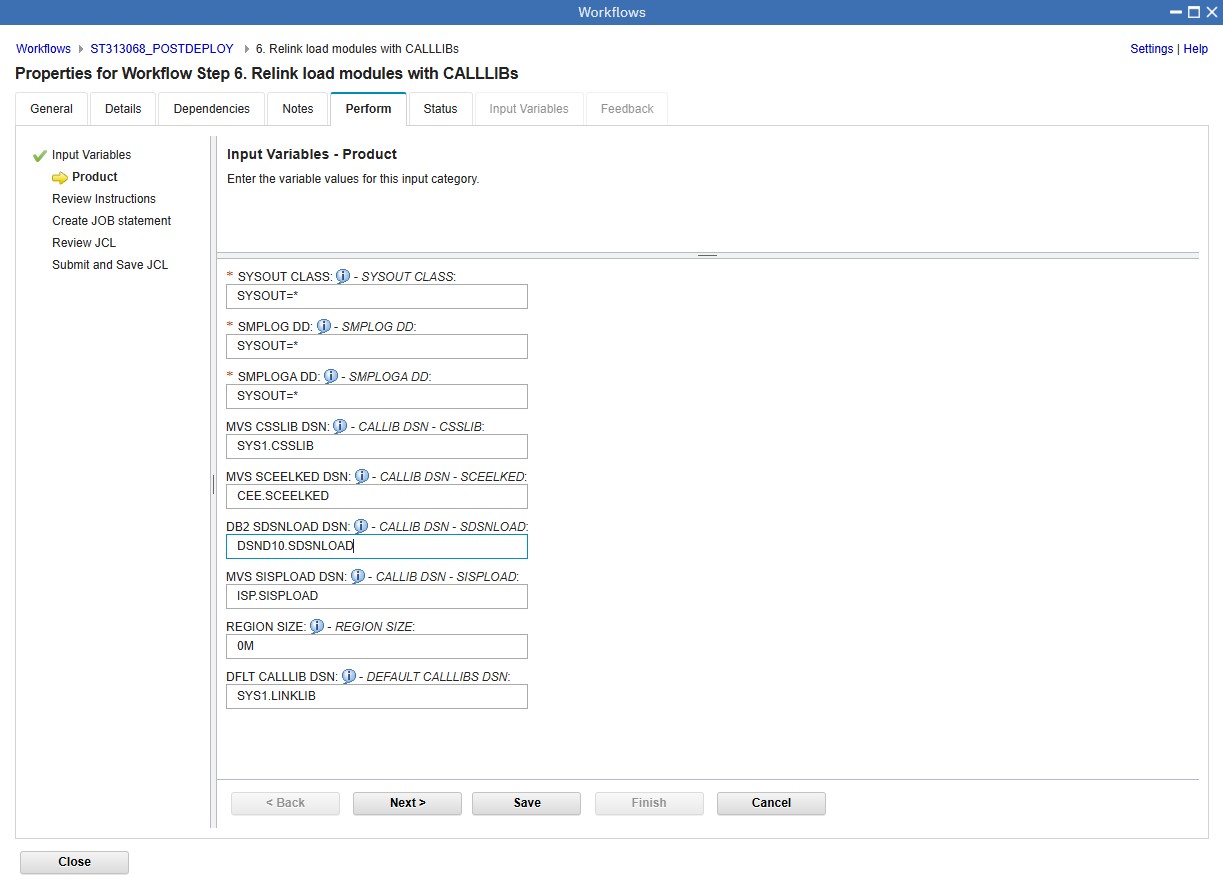 Workflows
Workflows ST313068_POSTDEPLOY 6. Relink load modules with CALLLIBs Settings | Help
Properties for Workflow Step 6. Relink load modules with CALLLIBs
General Details Dependencies Notes Perform Status Input Variables Feedback
Input Variables
Product
Review Instructions
Create JOB statement
Review JCL
Submit and Save JCL
Input Variables - Product
Enter the variable values for this input category.
* SYSOUT CLASS: - SYSOUT CLASS:
SYSOUT=*
* SMPLOG DD: - SMPLOG DD:
SYSOUT=*
* SMPLOGA DD: - SMPLOGA DD:
SYSOUT=*
MVS CSSLIB DSN: - CALLIB DSN - CSSLIB:
SYS1.CSSLIB
MVS SCEELKED DSN: - CALLIB DSN - SCEELKED:
CEE.SCEELKED
DB2 SDSNLOAD DSN: - CALLIB DSN - SDSNLOAD:
DSND10.SDSNLOAD
MVS SISPLOAD DSN: - CALLIB DSN - SISPLOAD:
ISP.SISPLOAD
REGION SIZE: - REGION SIZE:
0M
DFLT CALLLIB DSN: - DEFAULT CALLLIBS DSN:
SYS1.LINKLIB
< Back Next > Save Finish Cancel
Close